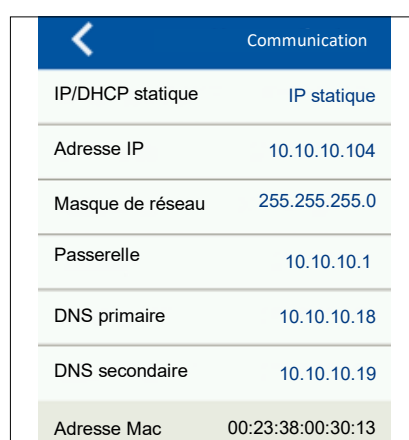 Communication
IP/DHCP statique IP statique
Adresse IP 10.10.10.104
Masque de réseau 255.255.255.0
Passerelle 10.10.10.1
DNS primaire 10.10.10.18
DNS secondaire 10.10.10.19
Adresse Mac 00:23:38:00:30:13